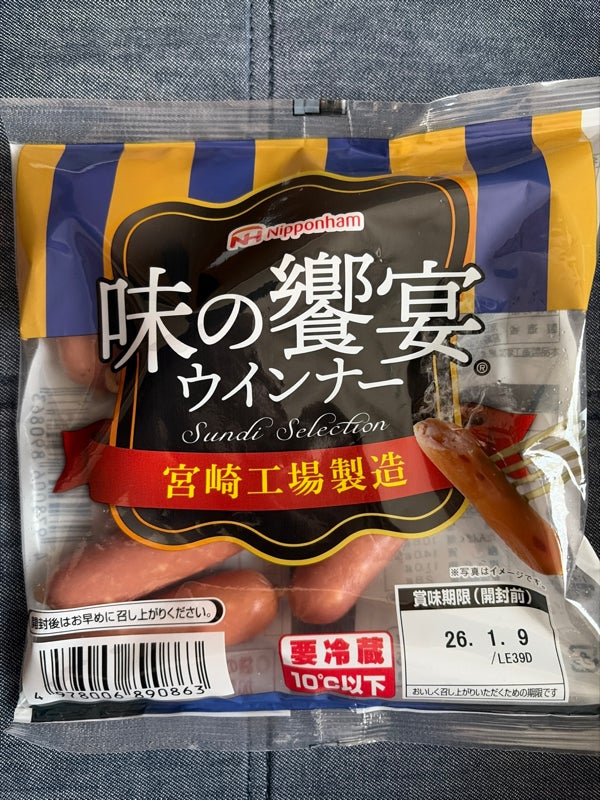 Nipponham
味の饗宴
ウインナー
®
Sundi Selection
宮崎工場製造
※写真はイメージです。
開封後はお早めに召し上がりください。
賞味期限(開封前)
26. 1. 9
/LE39D
おいしく召し上がりいただくための期限です
要冷蔵
10℃以下
4 978006 890863